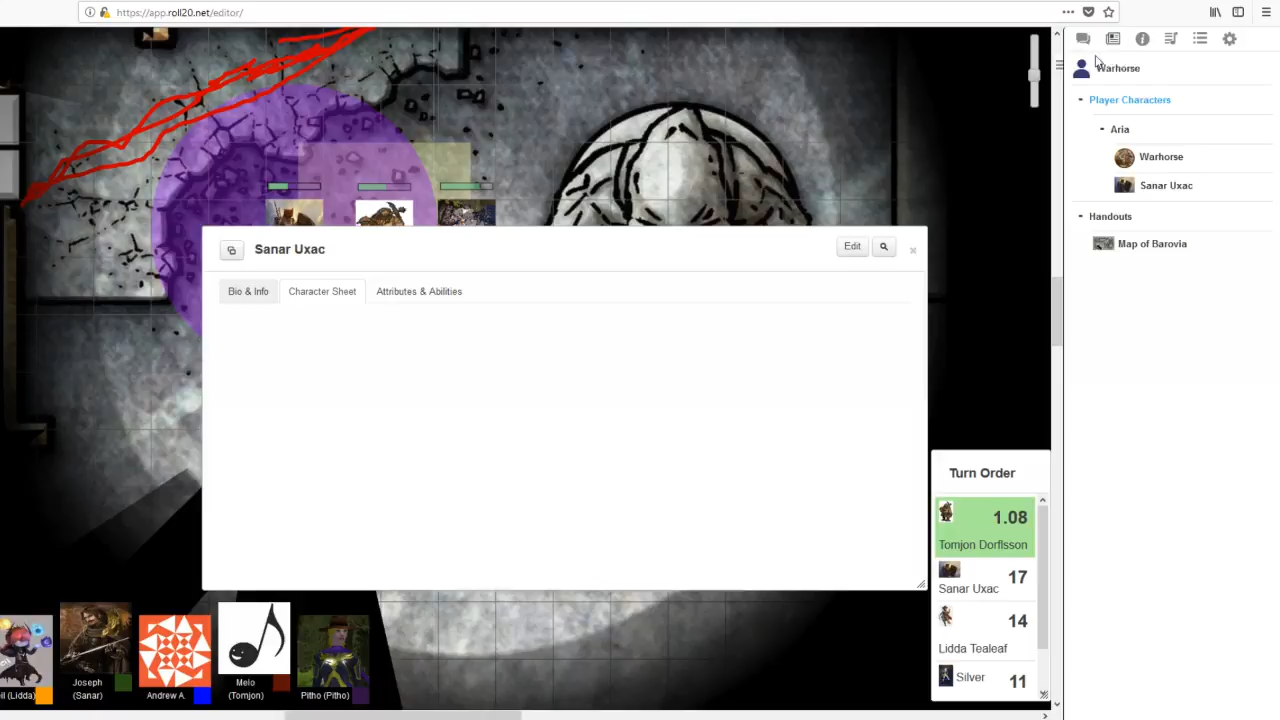 https://app.roll20.net/editor/
Warhorse
Player Characters
Aria
Warhorse
Sanar Uxac
Handouts
Map of Barovia
Sanar Uxac
Edit
Bio & Info
Character Sheet
Attributes & Abilities
Turn Order
1.08
Tomjon Dorflsson
17
Sanar Uxac
14
Lidda Tealeaf
Silver
11
(Lidda)
Joseph
(Sanar)
Andrew A.
Melo
(Tomjon)
Pitho (Pitho)